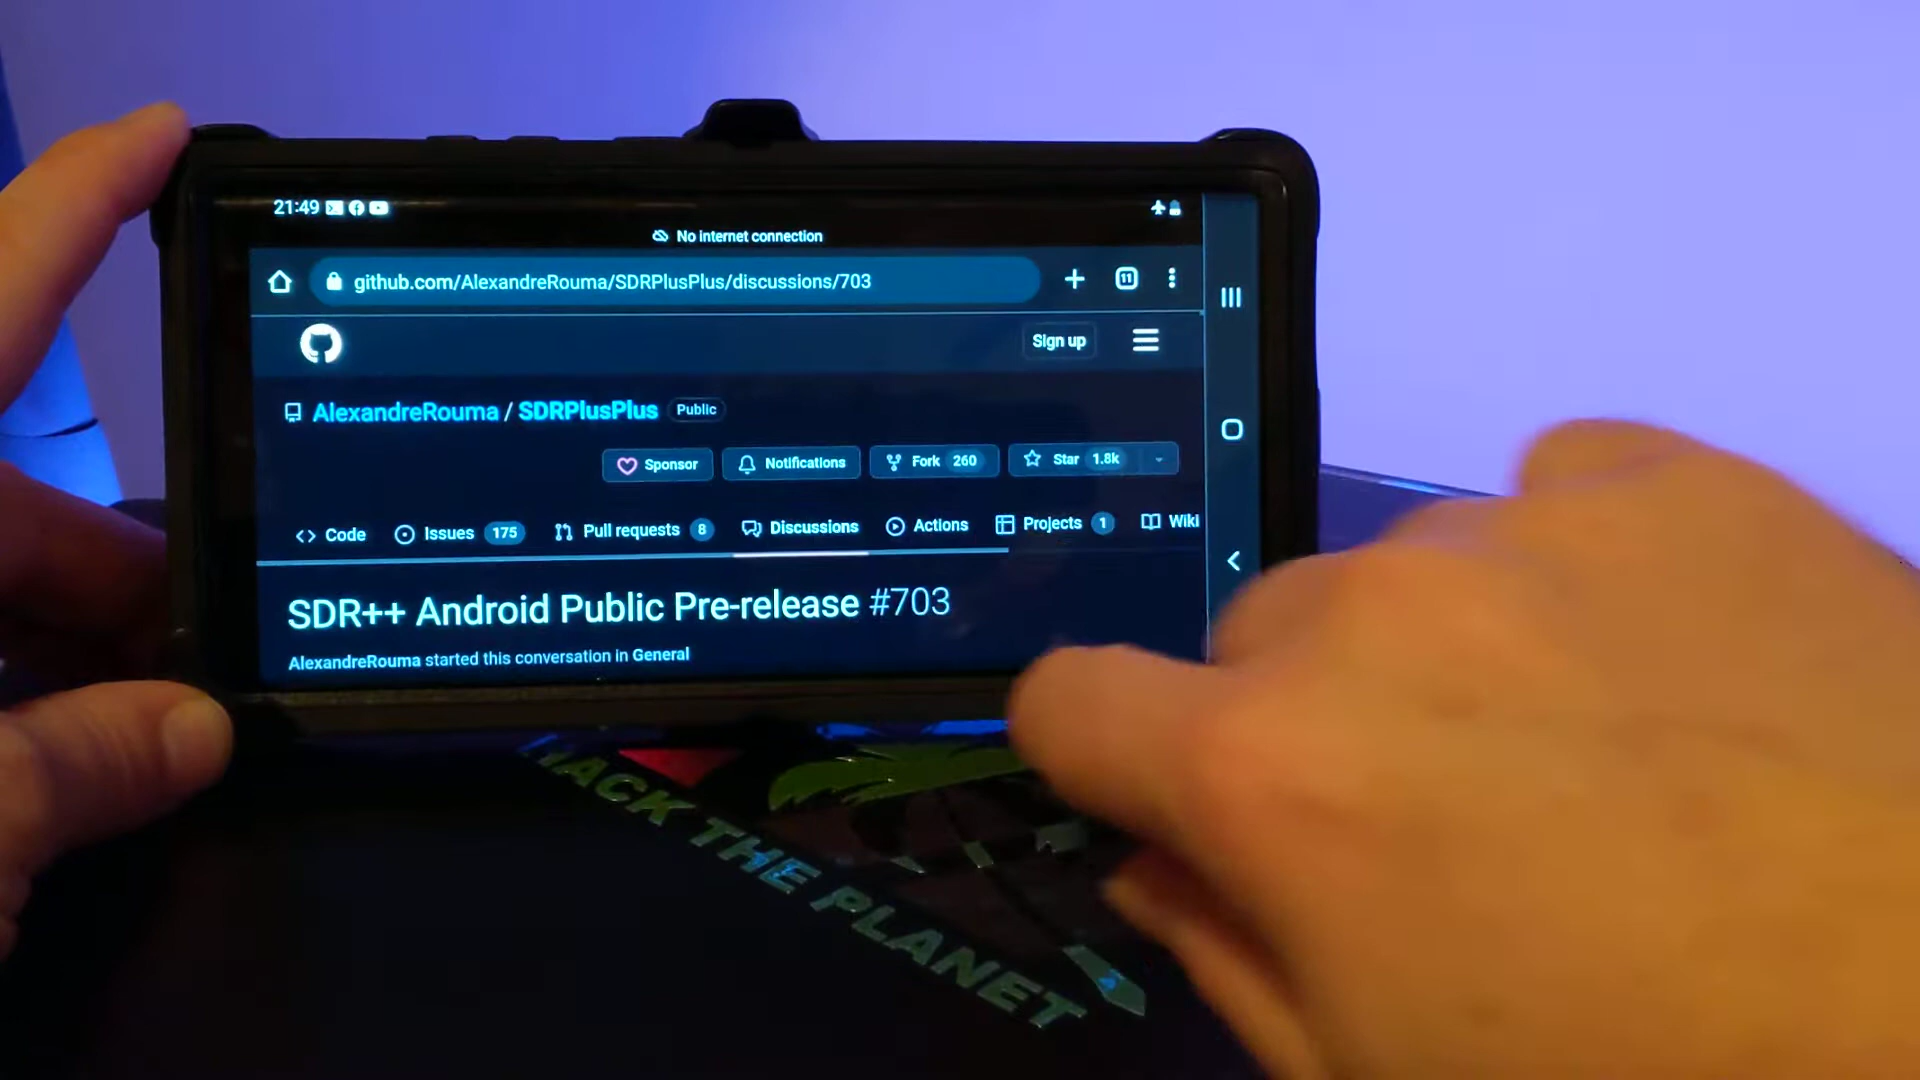 21:49
No internet connection
github.com/AlexandreRouma/SDRPlusPlus/discussions/703
11
Sign up
AlexandreRouma / SDRPlusPlus Public
Sponsor Notifications Fork 260 Star 1.8k
Code Issues 175 Pull requests 8 Discussions Actions Projects 1 Wiki
SDR++ Android Public Pre-release #703
AlexandreRouma started this conversation in General
HACK THE PLANET